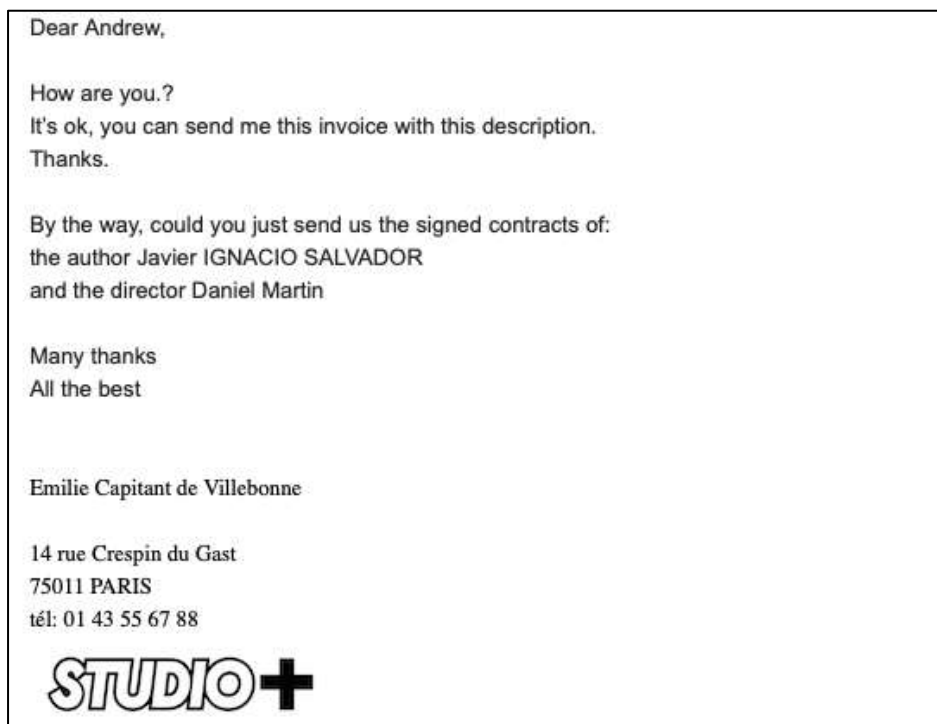 Dear Andrew,
How are you.?
It's ok, you can send me this invoice with this description.
Thanks.
By the way, could you just send us the signed contracts of:
the author Javier IGNACIO SALVADOR
and the director Daniel Martin
Many thanks
All the best
Emilie Capitant de Villebonne
14 rue Crespin du Gast
75011 PARIS
tél: 01 43 55 67 88
STUDIO+